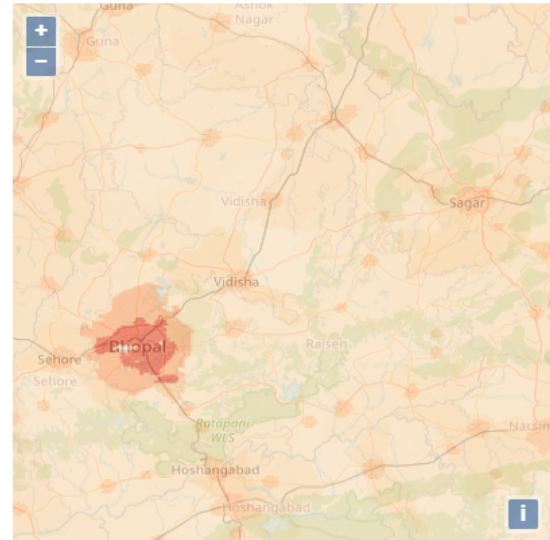 Guna
Ashok
Nagar
+
Guna
−
Vidisha
Sagar
Vidisha
Bhopal
Raisen
Sehore
Sehore
Ratapani
WLS
Narsin
Hoshangabad
Hoshangabad
i